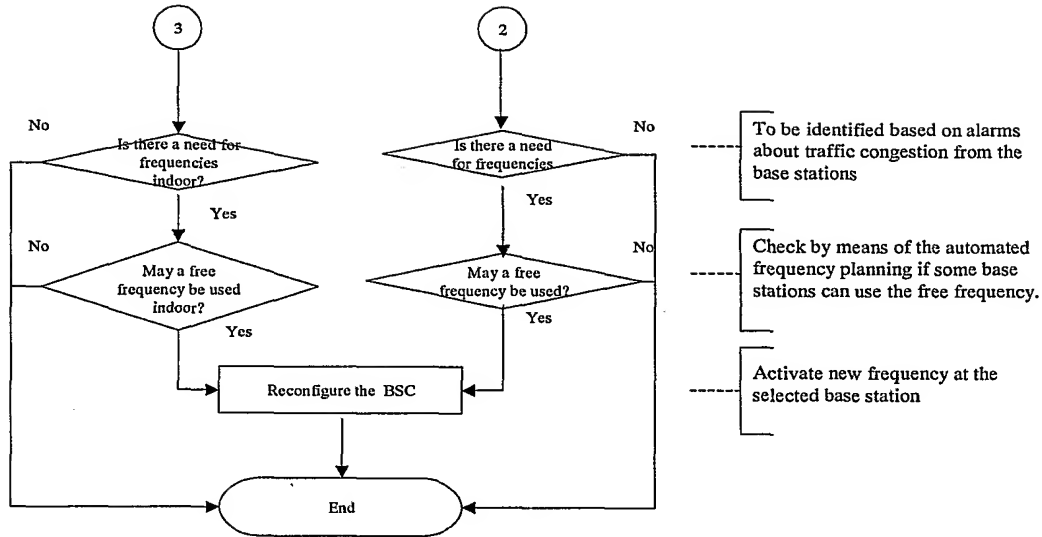 3
2
No
Is there a need for
frequencies
indoor?
Is there a need
for frequencies
No
To be identified based on alarms
about traffic congestion from the
base stations
Yes
Yes
No
May a free
frequency be used
indoor?
May a free
frequency be used?
No
Check by means of the automated
frequency planning if some base
stations can use the free frequency.
Yes
Yes
Reconfigure the BSC
Activate new frequency at the
selected base station
End